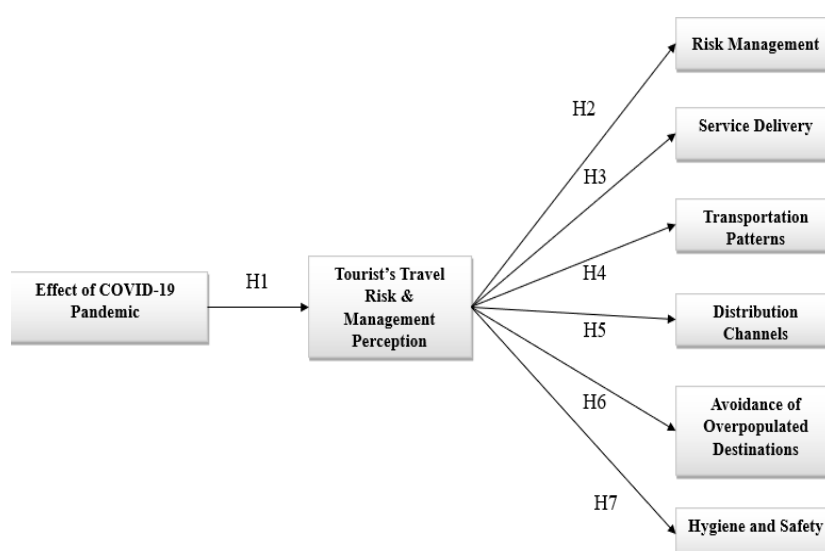 Risk Management
H2
Service Delivery
H3
Transportation
Patterns
H4
Effect of COVID-19
Pandemic
H1
Tourist's Travel
Risk &
Management
Perception
Distribution
Channels
H5
Avoidance of
Overpopulated
Destinations
H6
Hygiene and Safety
H7